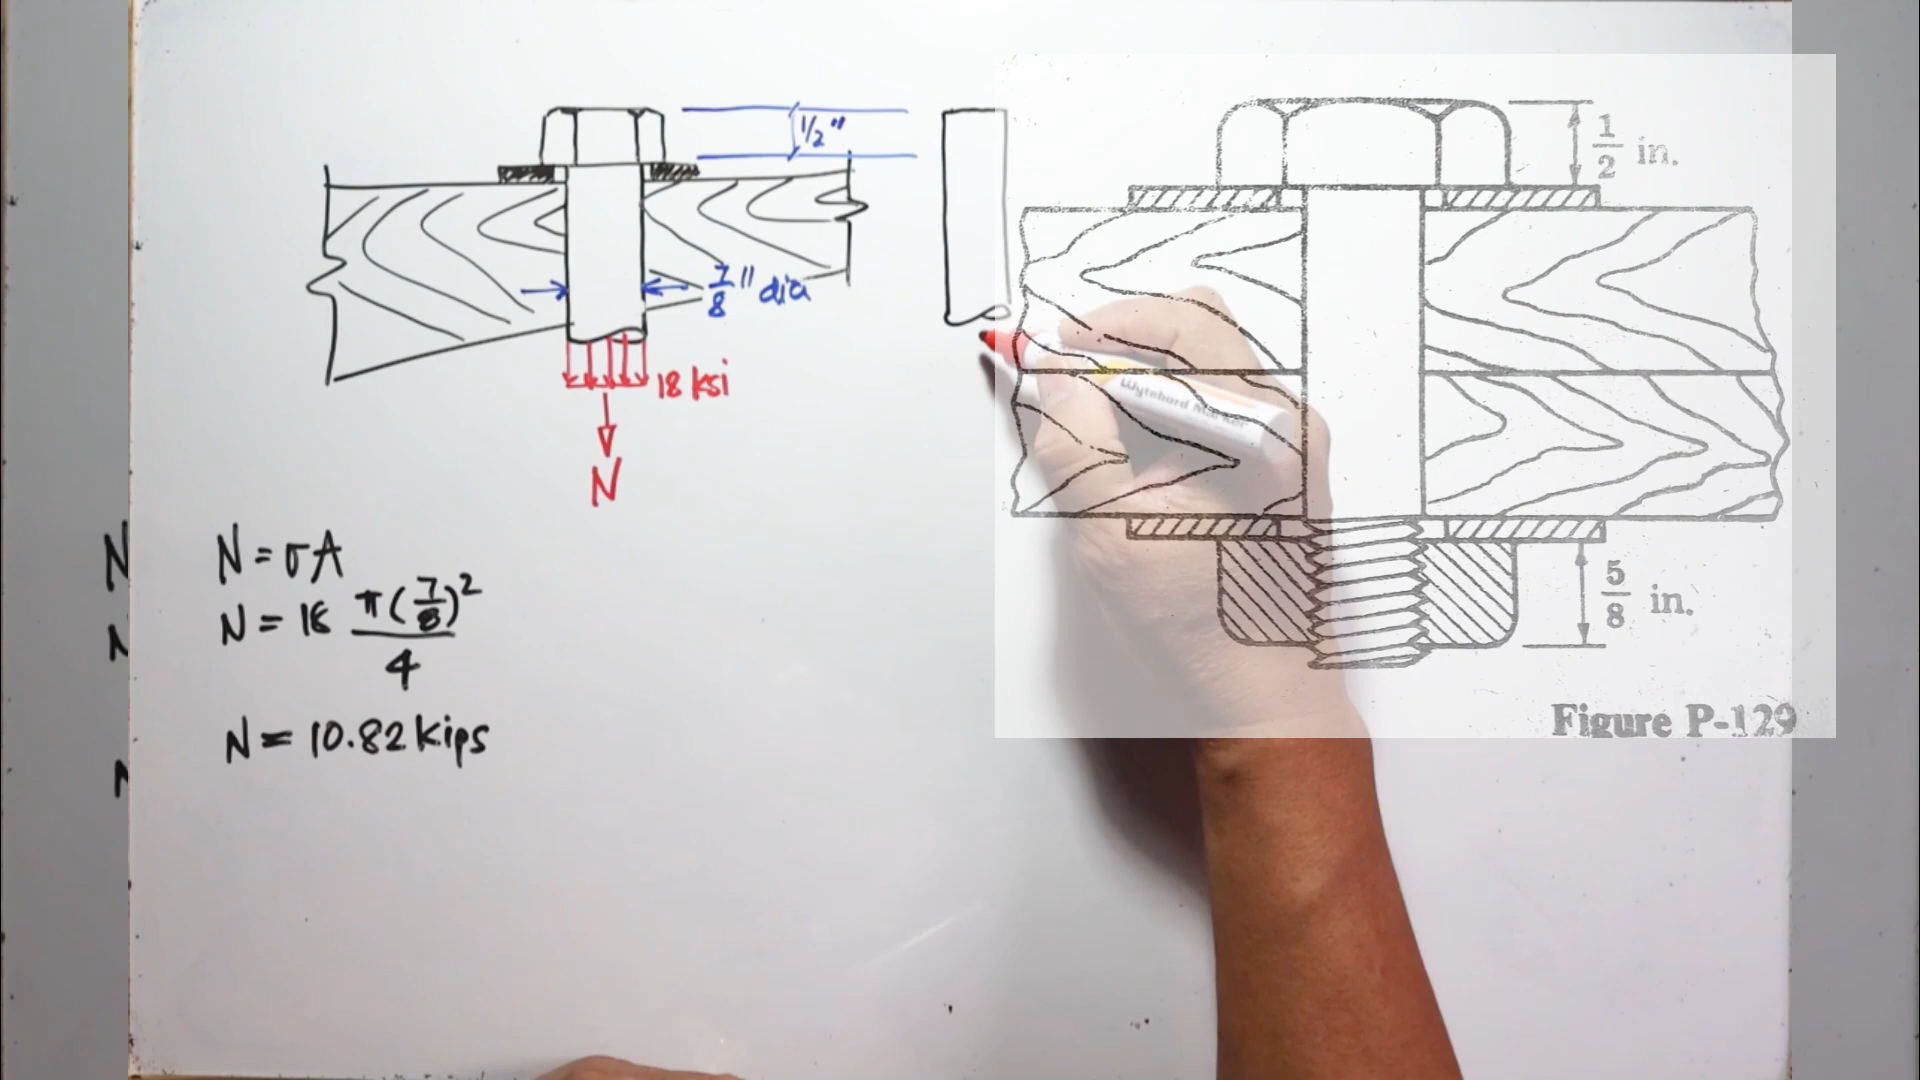 1/2"
7/8" dia
18 ksi
N
N = σA
N = 18 π(7/8)²/4
N = 10.82 kips
1/2 in.
5/8 in.
Figure P-129
Wytebord Marker
N
N
N